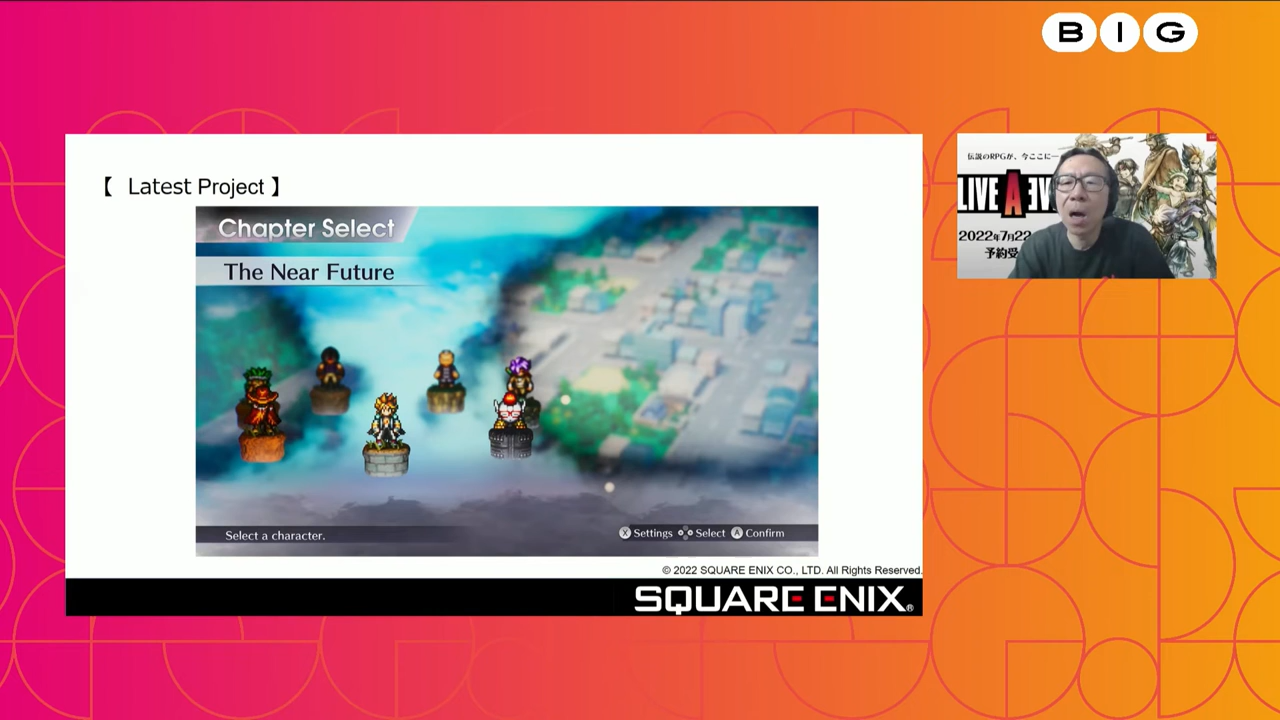 BIG
【 Latest Project 】
Chapter Select
The Near Future
Select a character.
X Settings Select A Confirm
© 2022 SQUARE ENIX CO., LTD. All Rights Reserved.
SQUARE ENIX®
伝説のRPGが、今ここに—
LIVE A
2022年7月22
予約受